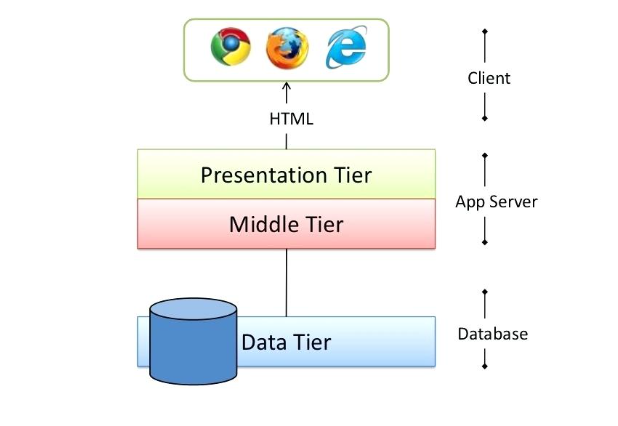 Client
HTML
Presentation Tier
App Server
Middle Tier
Data Tier
Database